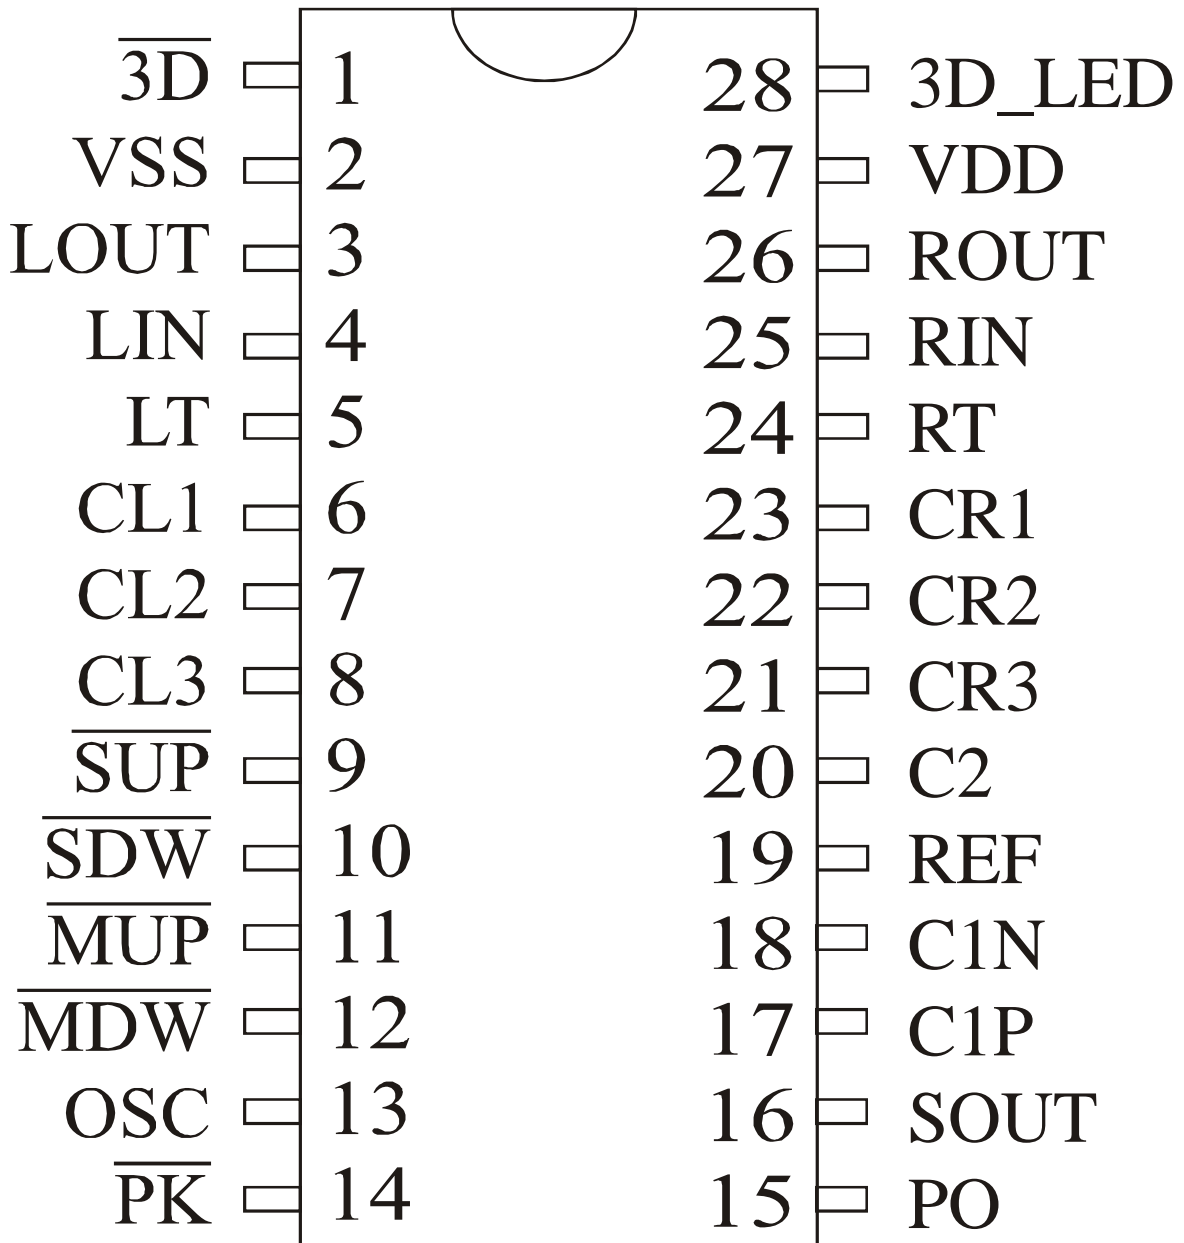 3D 1 28 3D_LED
VSS 2 27 VDD
LOUT 3 26 ROUT
LIN 4 25 RIN
LT 5 24 RT
CL1 6 23 CR1
CL2 7 22 CR2
CL3 8 21 CR3
SUP 9 20 C2
SDW 10 19 REF
MUP 11 18 C1N
MDW 12 17 C1P
OSC 13 16 SOUT
PK 14 15 PO